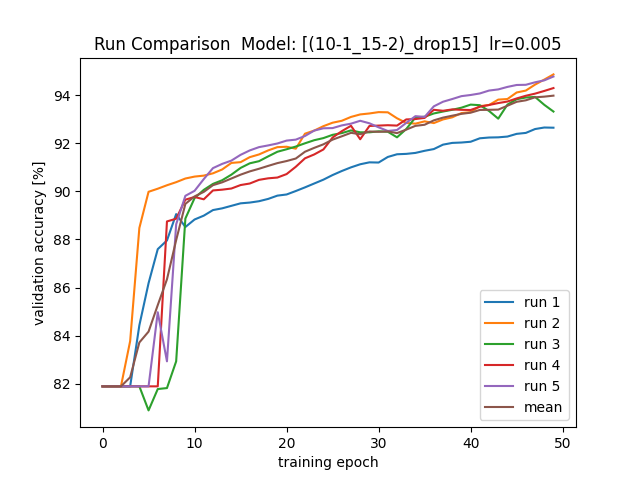 Run Comparison  Model: [(10-1_15-2)_drop15]  lr=0.005
validation accuracy [%]
94
92
90
88
86
84
82
0 10 20 30 40 50
training epoch
run 1
run 2
run 3
run 4
run 5
mean